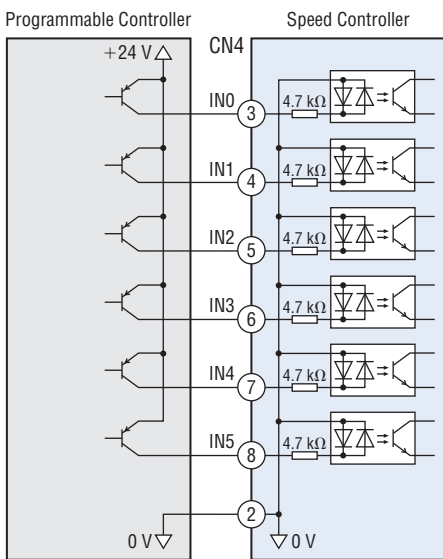 Programmable Controller
Speed Controller
+24 V
CN4
IN0
3
4.7 kΩ
IN1
4
4.7 kΩ
IN2
5
4.7 kΩ
IN3
6
4.7 kΩ
IN4
7
4.7 kΩ
IN5
8
4.7 kΩ
2
0 V
0 V